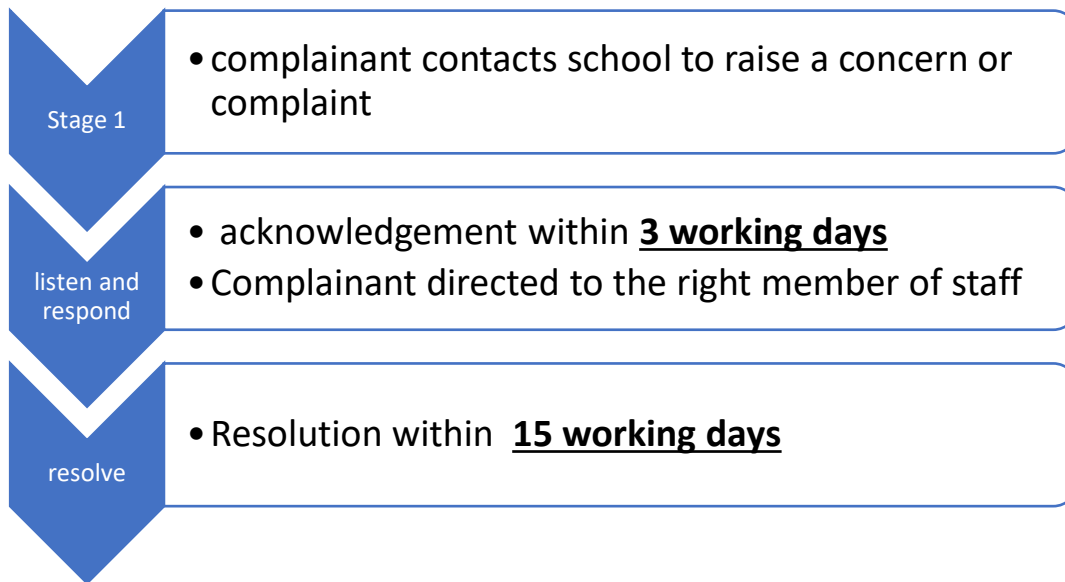 Stage 1
•complainant contacts school to raise a concern or
complaint
listen and
respond
• acknowledgement within 3 working days
•Complainant directed to the right member of staff
resolve
•Resolution within 15 working days